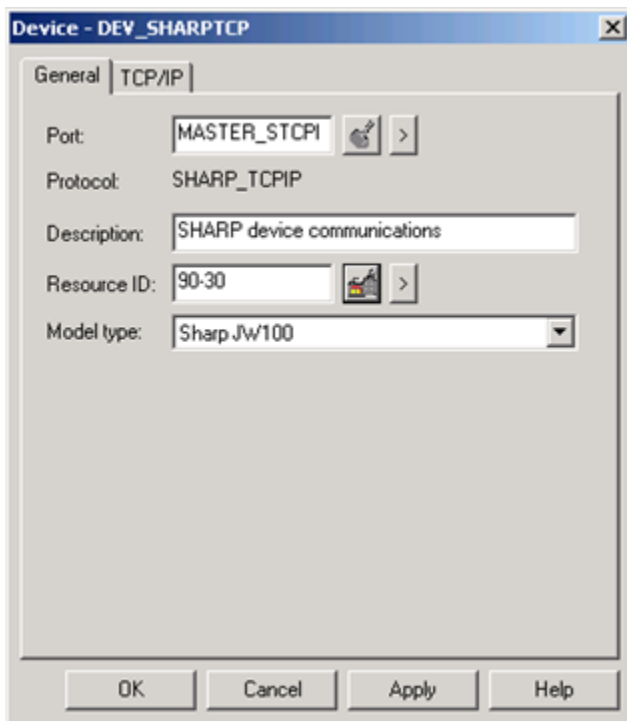 Device - DEV_SHARPTCP
General TCP/IP
Port: MASTER_STCPI >
Protocol: SHARP_TCPIP
Description: SHARP device communications
Resource ID: 90-30 >
Model type: Sharp JW100
OK Cancel Apply Help